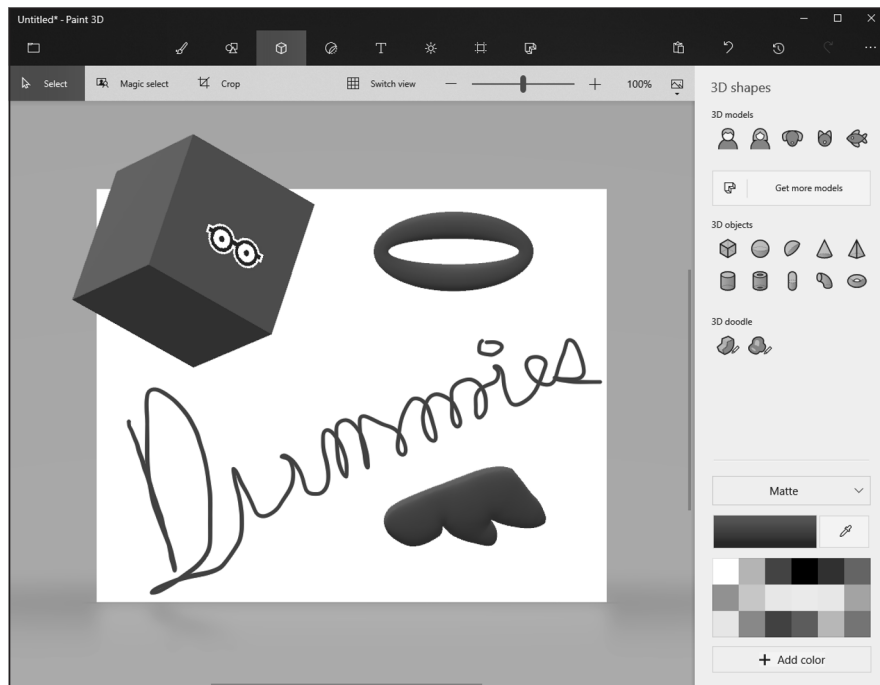 Untitled* - Paint 3D
Select
Magic select
Crop
Switch view
100%
3D shapes
3D models
Get more models
3D objects
3D doodle
Dummies
Matte
Add color